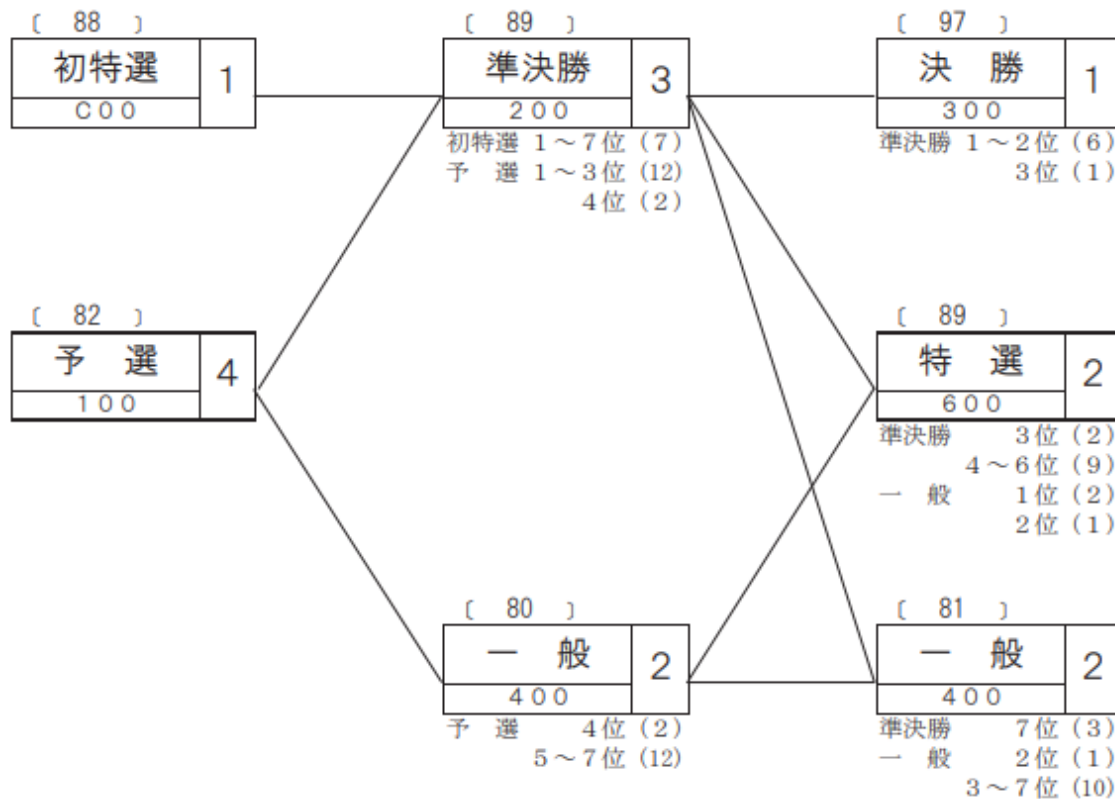 〔 88 〕
初特選 1
C00
〔 82 〕
予 選 4
100
〔 89 〕
準決勝 3
200
初特選 1～7位 (7)
予 選 1～3位 (12)
4位 (2)
〔 80 〕
一 般 2
400
予 選 4位 (2)
5～7位 (12)
〔 97 〕
決 勝 1
300
準決勝 1～2位 (6)
3位 (1)
〔 89 〕
特 選 2
600
準決勝 3位 (2)
4～6位 (9)
一 般 1位 (2)
2位 (1)
〔 81 〕
一 般 2
400
準決勝 7位 (3)
一 般 2位 (1)
3～7位 (10)